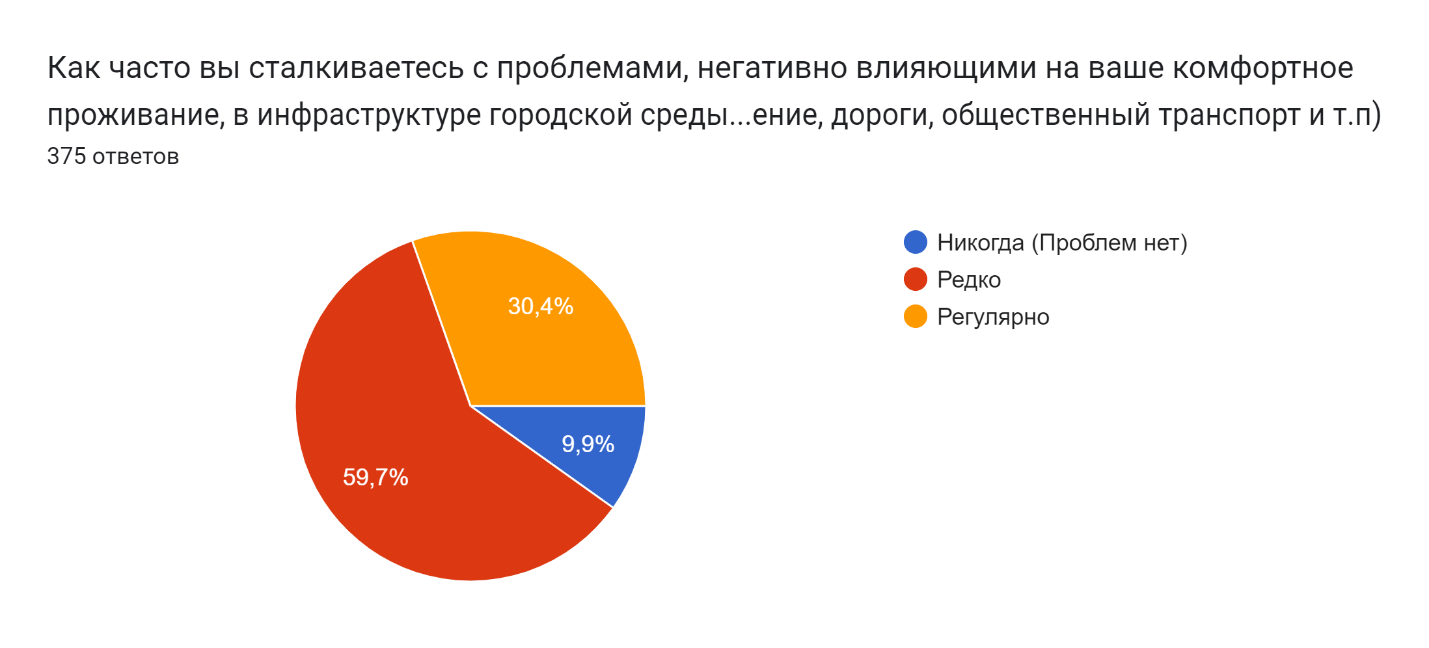 Как часто вы сталкиваетесь с проблемами, негативно влияющими на ваше комфортное
проживание, в инфраструктуре городской среды...ение, дороги, общественный транспорт и т.п)
375 ответов
Никогда (Проблем нет)
Редко
Регулярно
30,4%
9,9%
59,7%